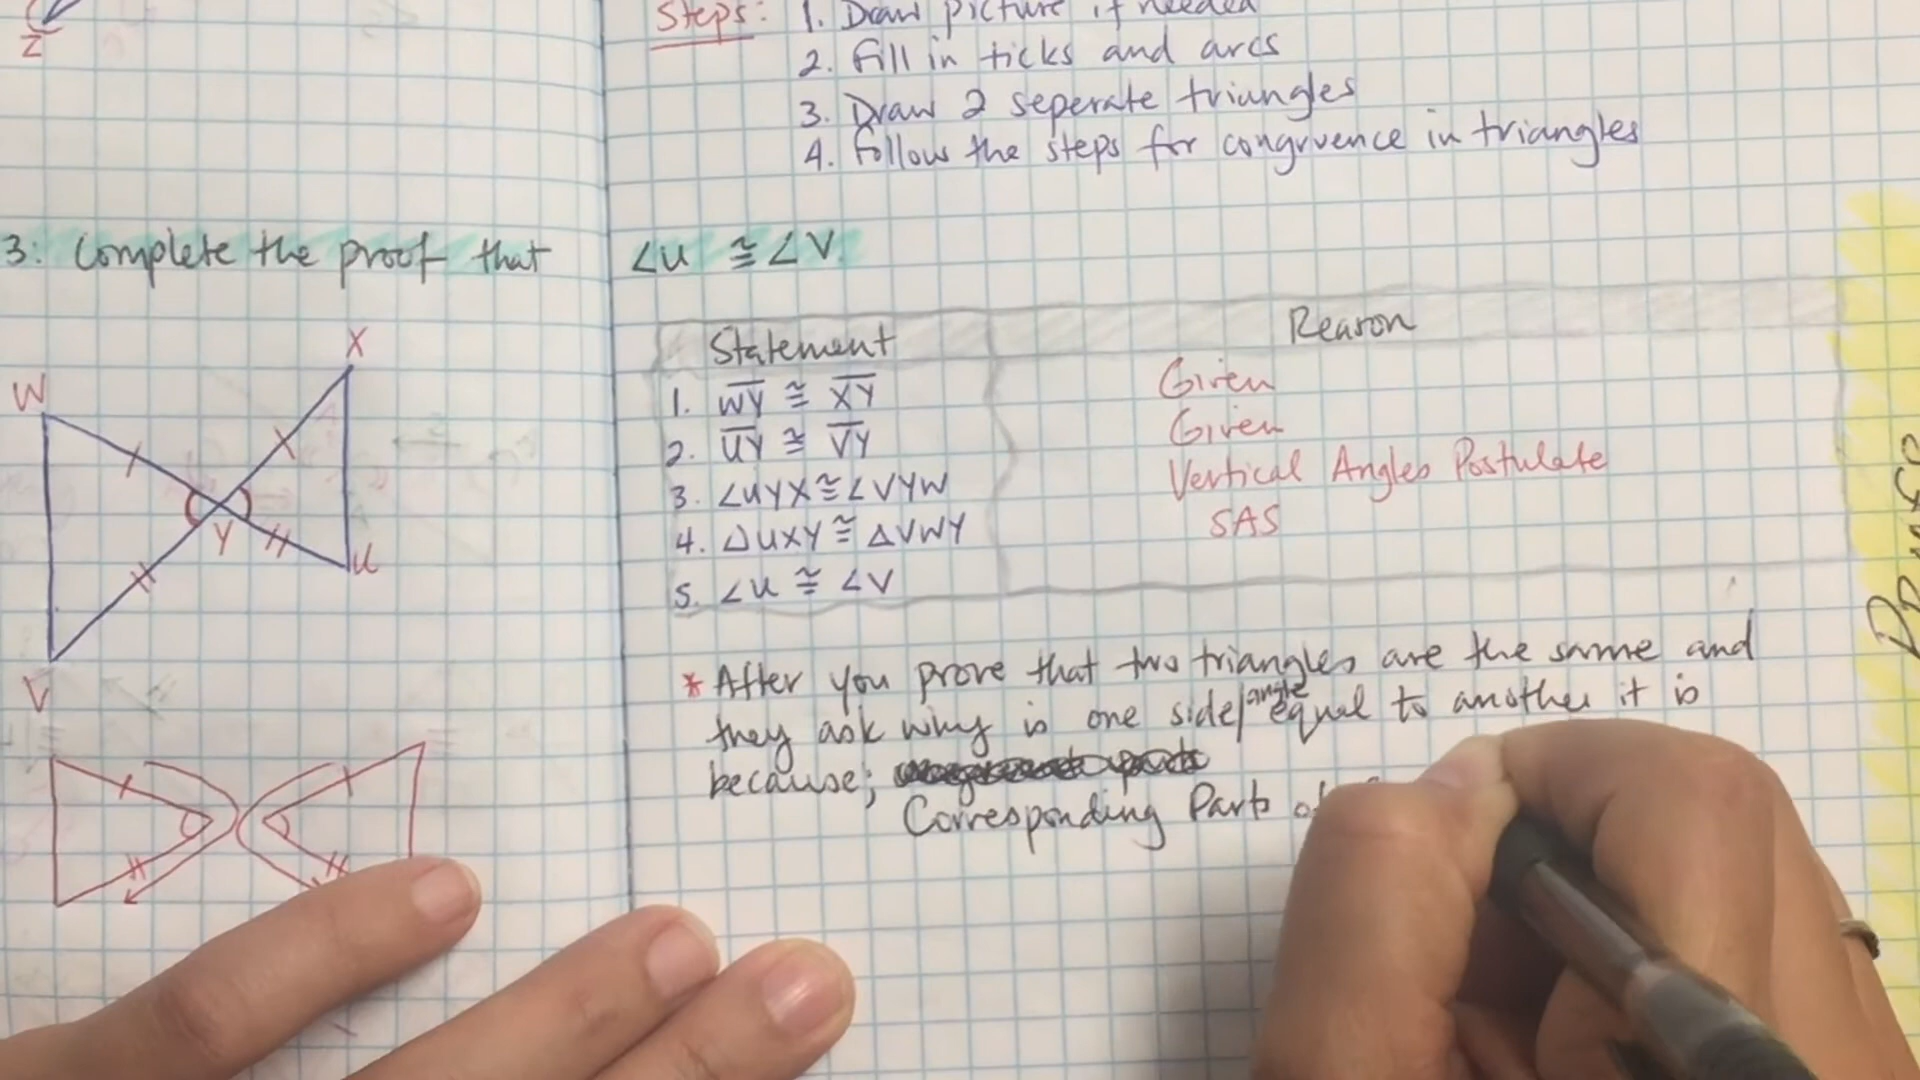 Z
Steps: 1. Draw picture if needed
2. Fill in ticks and arcs
3. Draw 2 seperate triangles
4. Follow the steps for congruence in triangles
3: Complete the proof that ∠U ≅ ∠V.
Statement Reason
1. WY ≅ XY Given
2. UY ≅ VY Given
3. ∠UYX ≅ ∠VYW Vertical Angles Postulate
4. △UXY ≅ △VWY SAS
5. ∠U ≅ ∠V
X
W
Y
U
V
* After you prove that two triangles are the same and
they ask why is one side/angle equal to another it is
because;
Corresponding Parts of